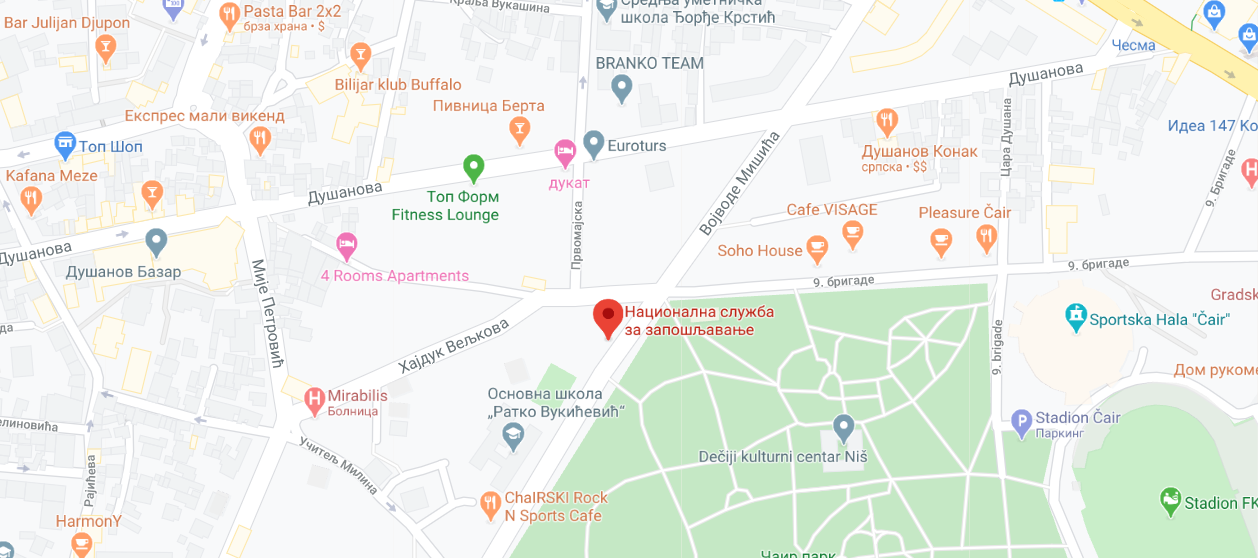 Краља Вукашина
Средња уметничка
школа Ђорђе Крстић
Pasta Bar 2x2
брза храна • $
Bar Julijan Djupon
Чесма
BRANKO TEAM
Душанова
Bilijar klub Buffalo
Пивница Берта
Експрес мали викенд
Топ Шоп
Идеа 147 Ко
Euroturs
Душанов Конак
српска • $$
Цара Душана
9. Бригаде
Kafana Meze
дукат
Душанова
Топ Форм
Fitness Lounge
Војводе Мишића
Cafe VISAGE
Pleasure Čair
Првомајска
Soho House
Душанова
Душанов Базар
4 Rooms Apartments
9. бригаде
9. бригаде
Мије Петровић
Gradsk
Национална служба
за запошљавање
Sportska Hala "Čair"
Хајдук Вељкова
9. brigade
Дом рукоме
Mirabilis
Болница
Основна школа
„Ратко Вукићевић“
Stadion Čair
Паркинг
Dečiji kulturni centar Niš
Учитељ Милина
Рајићева
ChaIRSKI Rock
N Sports Cafe
Stadion FK
HarmonY
Чаир парк